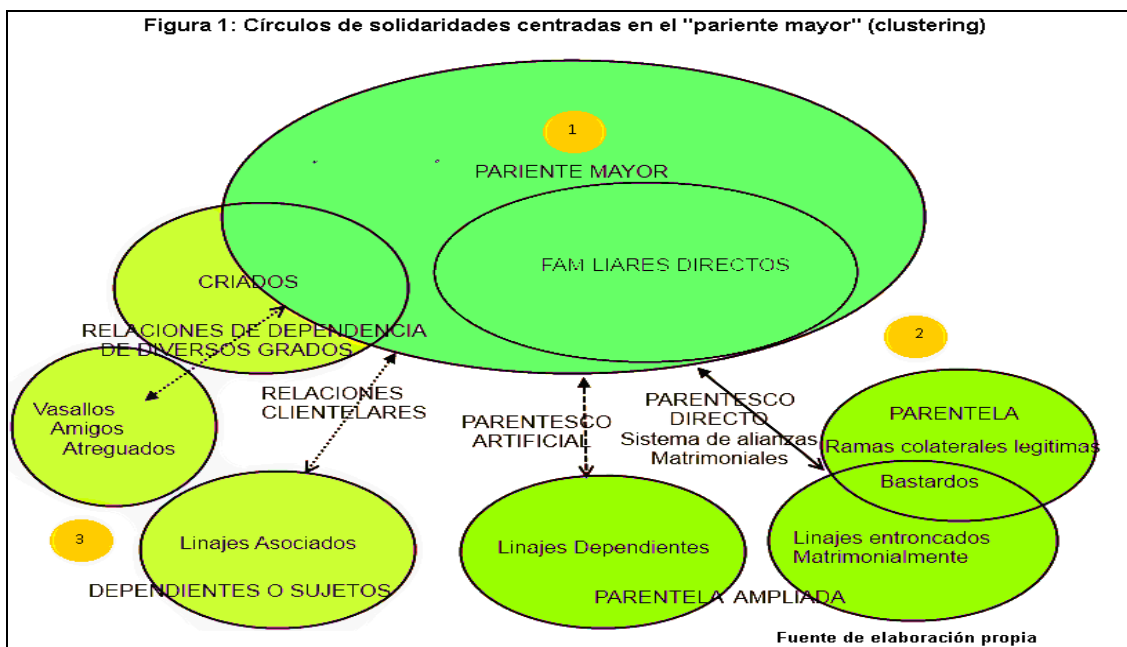 Figura 1: Círculos de solidaridades centradas en el "pariente mayor" (clustering)
1
PARIENTE MAYOR
FAM LIARES DIRECTOS
CRIADOS
RELACIONES DE DEPENDENCIA
DE DIVERSOS GRADOS
2
Vasallos
Amigos
Atreguados
RELACIONES
CLIENTELARES
PARENTESCO
ARTIFICIAL
PARENTESCO
DIRECTO
Sistema de alianzas
Matrimoniales
PARENTELA
Ramas colaterales legitimas
Bastardos
3
Linajes Asociados
DEPENDIENTES O SUJETOS
Linajes Dependientes
Linajes entroncados
Matrimonialmente
PARENTELA AMPLIADA
Fuente de elaboración propia